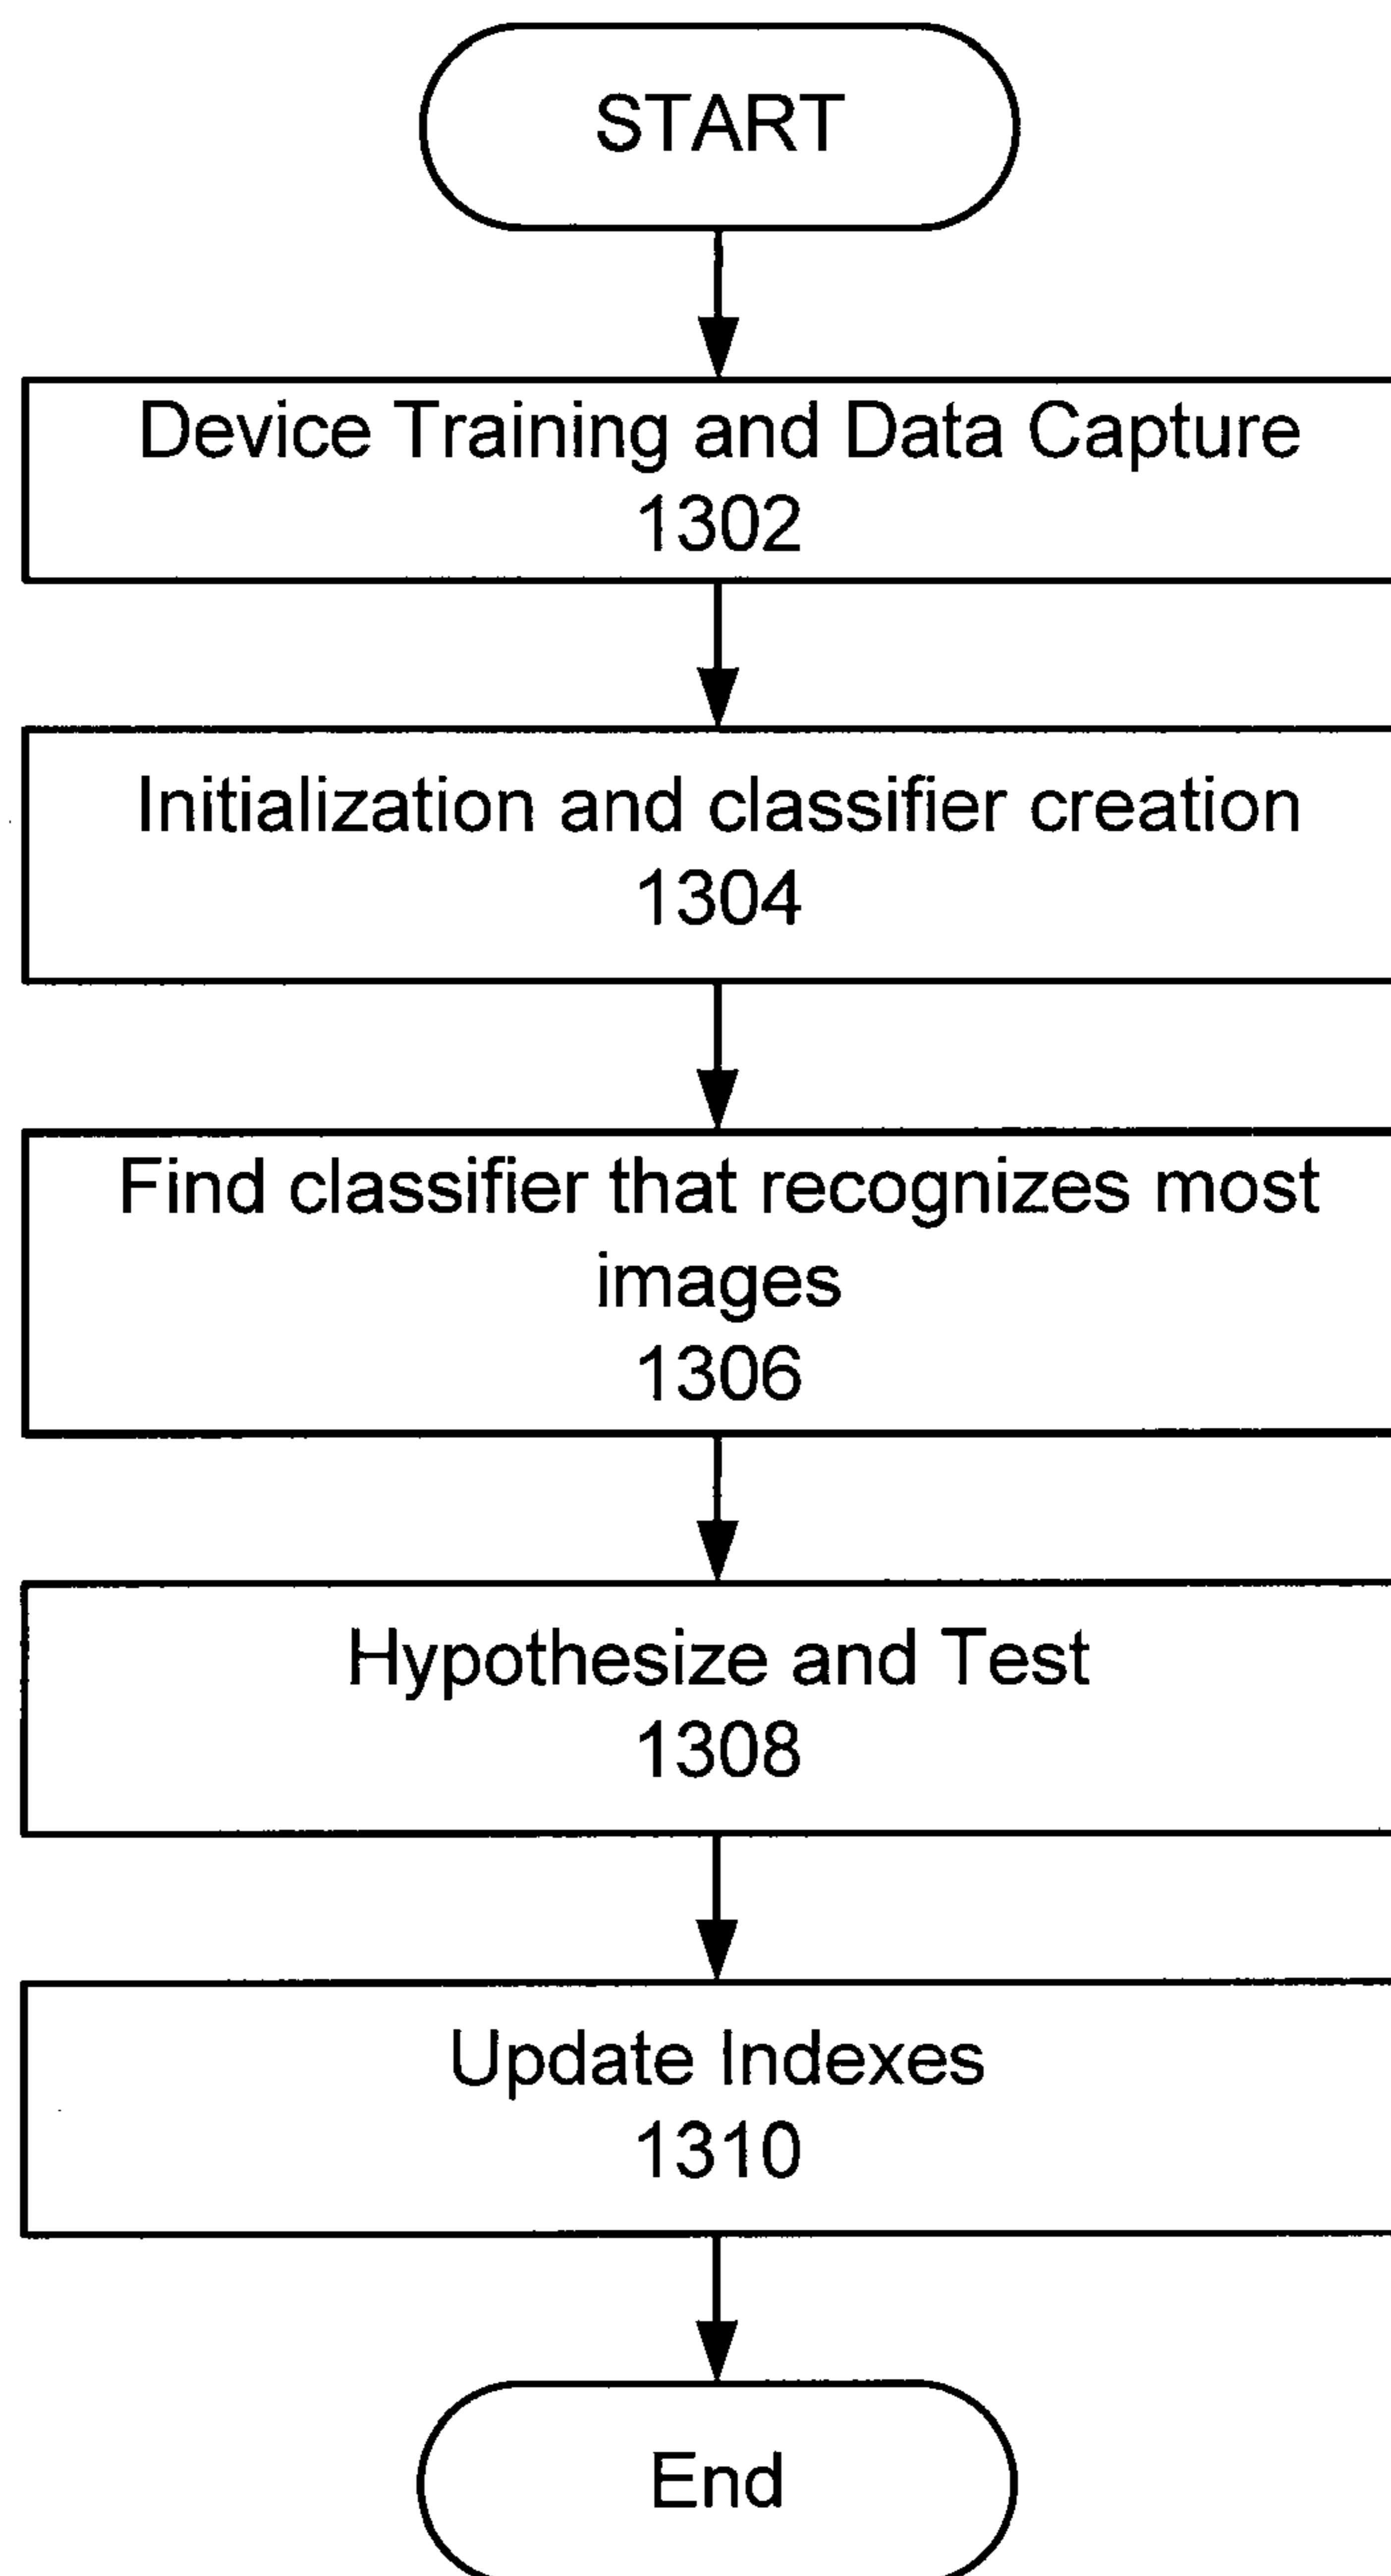 START
Device Training and Data Capture
1302
Initialization and classifier creation
1304
Find classifier that recognizes most
images
1306
Hypothesize and Test
1308
Update Indexes
1310
End